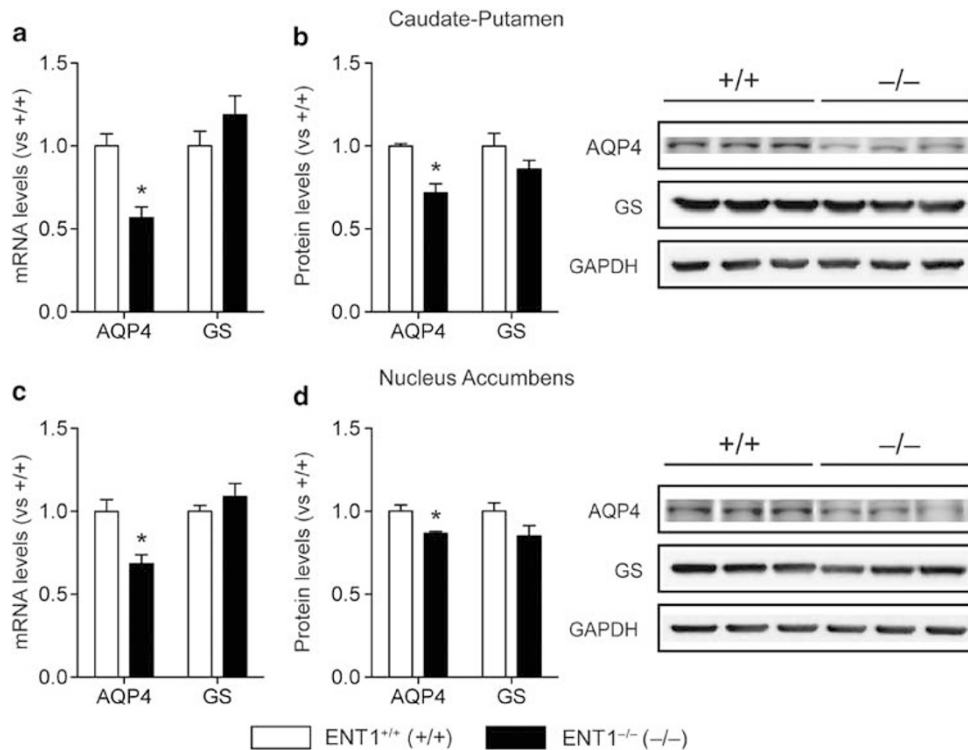 Caudate-Putamen
a
mRNA levels (vs +/+)
1.5
1.0
0.5
0.0
*
AQP4 GS
b
Protein levels (vs +/+)
1.5
1.0
0.5
0.0
*
AQP4 GS
+/+ –/–
AQP4
GS
GAPDH
Nucleus Accumbens
c
mRNA levels (vs +/+)
1.5
1.0
0.5
0.0
*
AQP4 GS
d
Protein levels (vs +/+)
1.5
1.0
0.5
0.0
*
AQP4 GS
+/+ –/–
AQP4
GS
GAPDH
ENT1⁺/⁺ (+/+) ENT1⁻/⁻ (–/–)